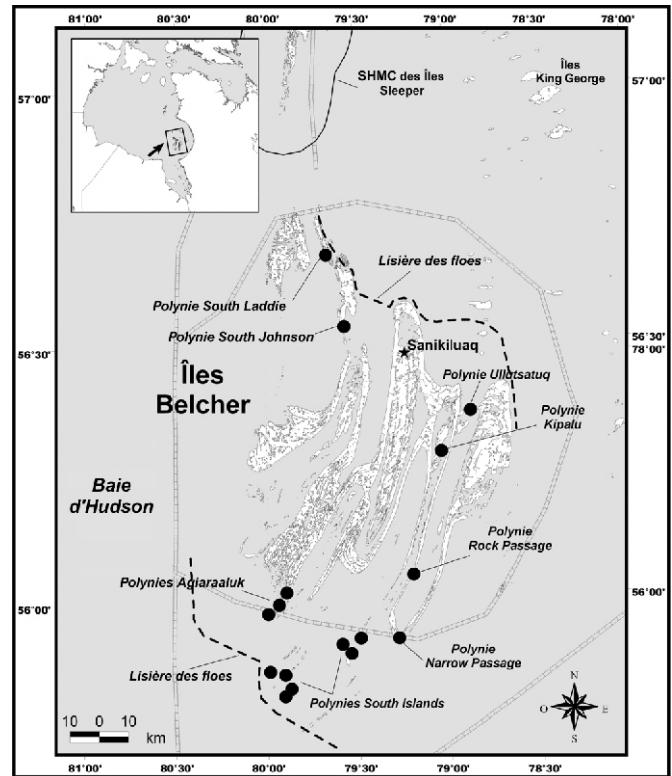 81'00' 80'30' 80'00' 79'30' 79'00' 78'30' 78'00'
57'00'
57'00'
SHMC des Îles
Sleeper
Îles
King George
Lisière des floes
Polynie South Laddie
Polynie South Johnson
Sanikiluaq
56'30'
56'30'
78'00'
Îles
Belcher
Polynie Ullutsatuq
Polynie
Kipalu
Baie
d'Hudson
Polynie
Rock Passage
Polynies Agiaraaluk
56'00'
56'00'
Polynie
Narrow Passage
Lisière des floes
Polynies South Islands
10 0 10
km
N
O E
S
81'00' 80'30' 80'00' 79'30' 79'00' 78'30'